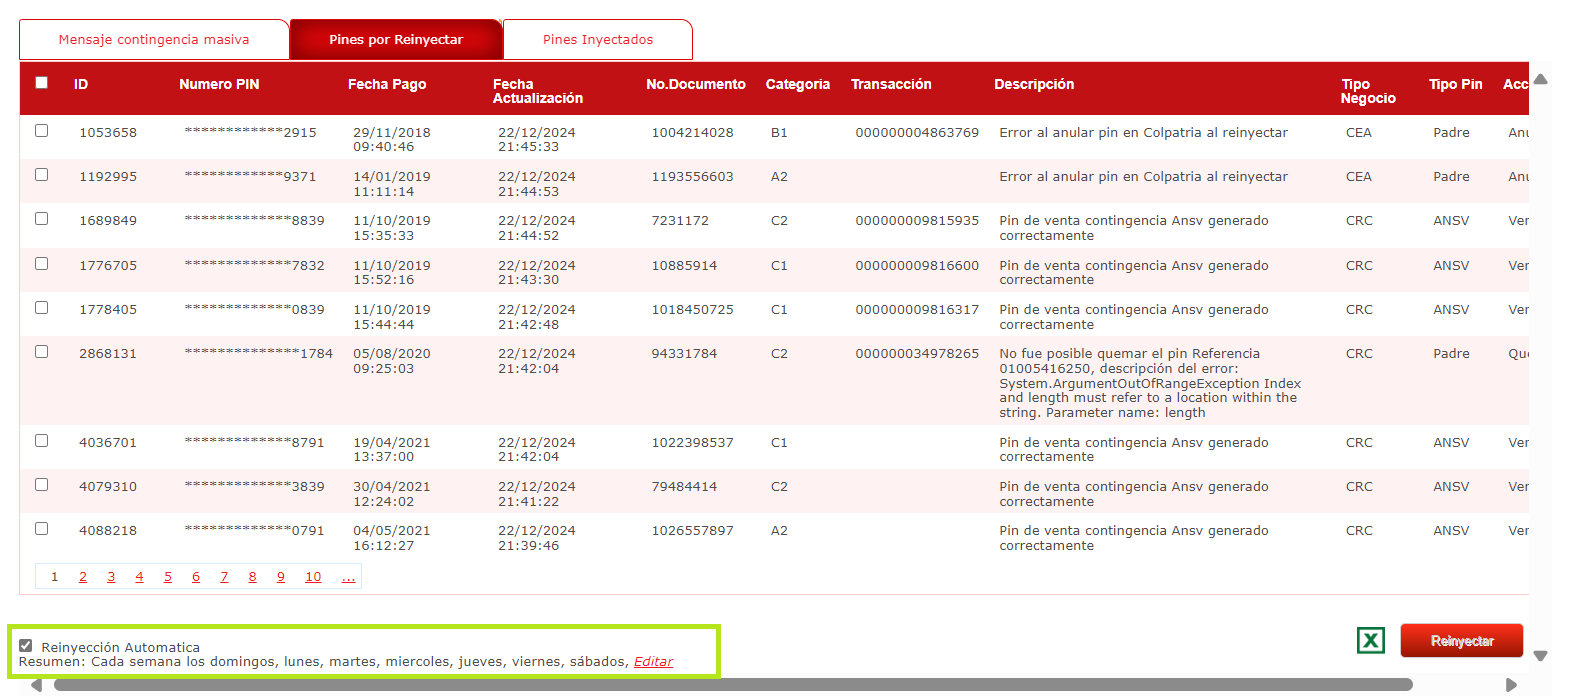 Mensaje contingencia masiva Pines por Reinyectar Pines Inyectados
ID Numero PIN Fecha Pago Fecha Actualización No.Documento Categoria Transacción Descripción Tipo Negocio Tipo Pin Acc
1053658 ************2915 29/11/2018 22/12/2024 1004214028 B1 000000004863769 Error al anular pin en Colpatria al reinyectar CEA Padre Anu
09:40:46 21:45:33
1192995 ************9371 14/01/2019 22/12/2024 1193556603 A2 Error al anular pin en Colpatria al reinyectar CEA Padre Anu
11:11:14 21:44:53
1689849 *************8839 11/10/2019 22/12/2024 7231172 C2 000000009815935 Pin de venta contingencia Ansv generado CRC ANSV Ver
15:35:33 21:44:52 correctamente
1776705 *************7832 11/10/2019 22/12/2024 10885914 C1 000000009816600 Pin de venta contingencia Ansv generado CRC ANSV Ver
15:52:16 21:43:30 correctamente
1778405 *************0839 11/10/2019 22/12/2024 1018450725 C1 000000009816317 Pin de venta contingencia Ansv generado CRC ANSV Ver
15:44:44 21:42:48 correctamente
2868131 **************1784 05/08/2020 22/12/2024 94331784 C2 000000034978265 No fue posible quemar el pin Referencia CRC Padre Que
09:25:03 21:42:04 01005416250, descripción del error:
System.ArgumentOutOfRangeException Index
and length must refer to a location within the
string. Parameter name: length
4036701 *************8791 19/04/2021 22/12/2024 1022398537 C1 Pin de venta contingencia Ansv generado CRC ANSV Ver
13:37:00 21:42:04 correctamente
4079310 *************3839 30/04/2021 22/12/2024 79484414 C2 Pin de venta contingencia Ansv generado CRC ANSV Ver
12:24:02 21:41:22 correctamente
4088218 *************0791 04/05/2021 22/12/2024 1026557897 A2 Pin de venta contingencia Ansv generado CRC ANSV Ver
16:12:27 21:39:46 correctamente
1 2 3 4 5 6 7 8 9 10 ...
Reinyección Automatica
Resumen: Cada semana los domingos, lunes, martes, miercoles, jueves, viernes, sábados, Editar
Reinyectar